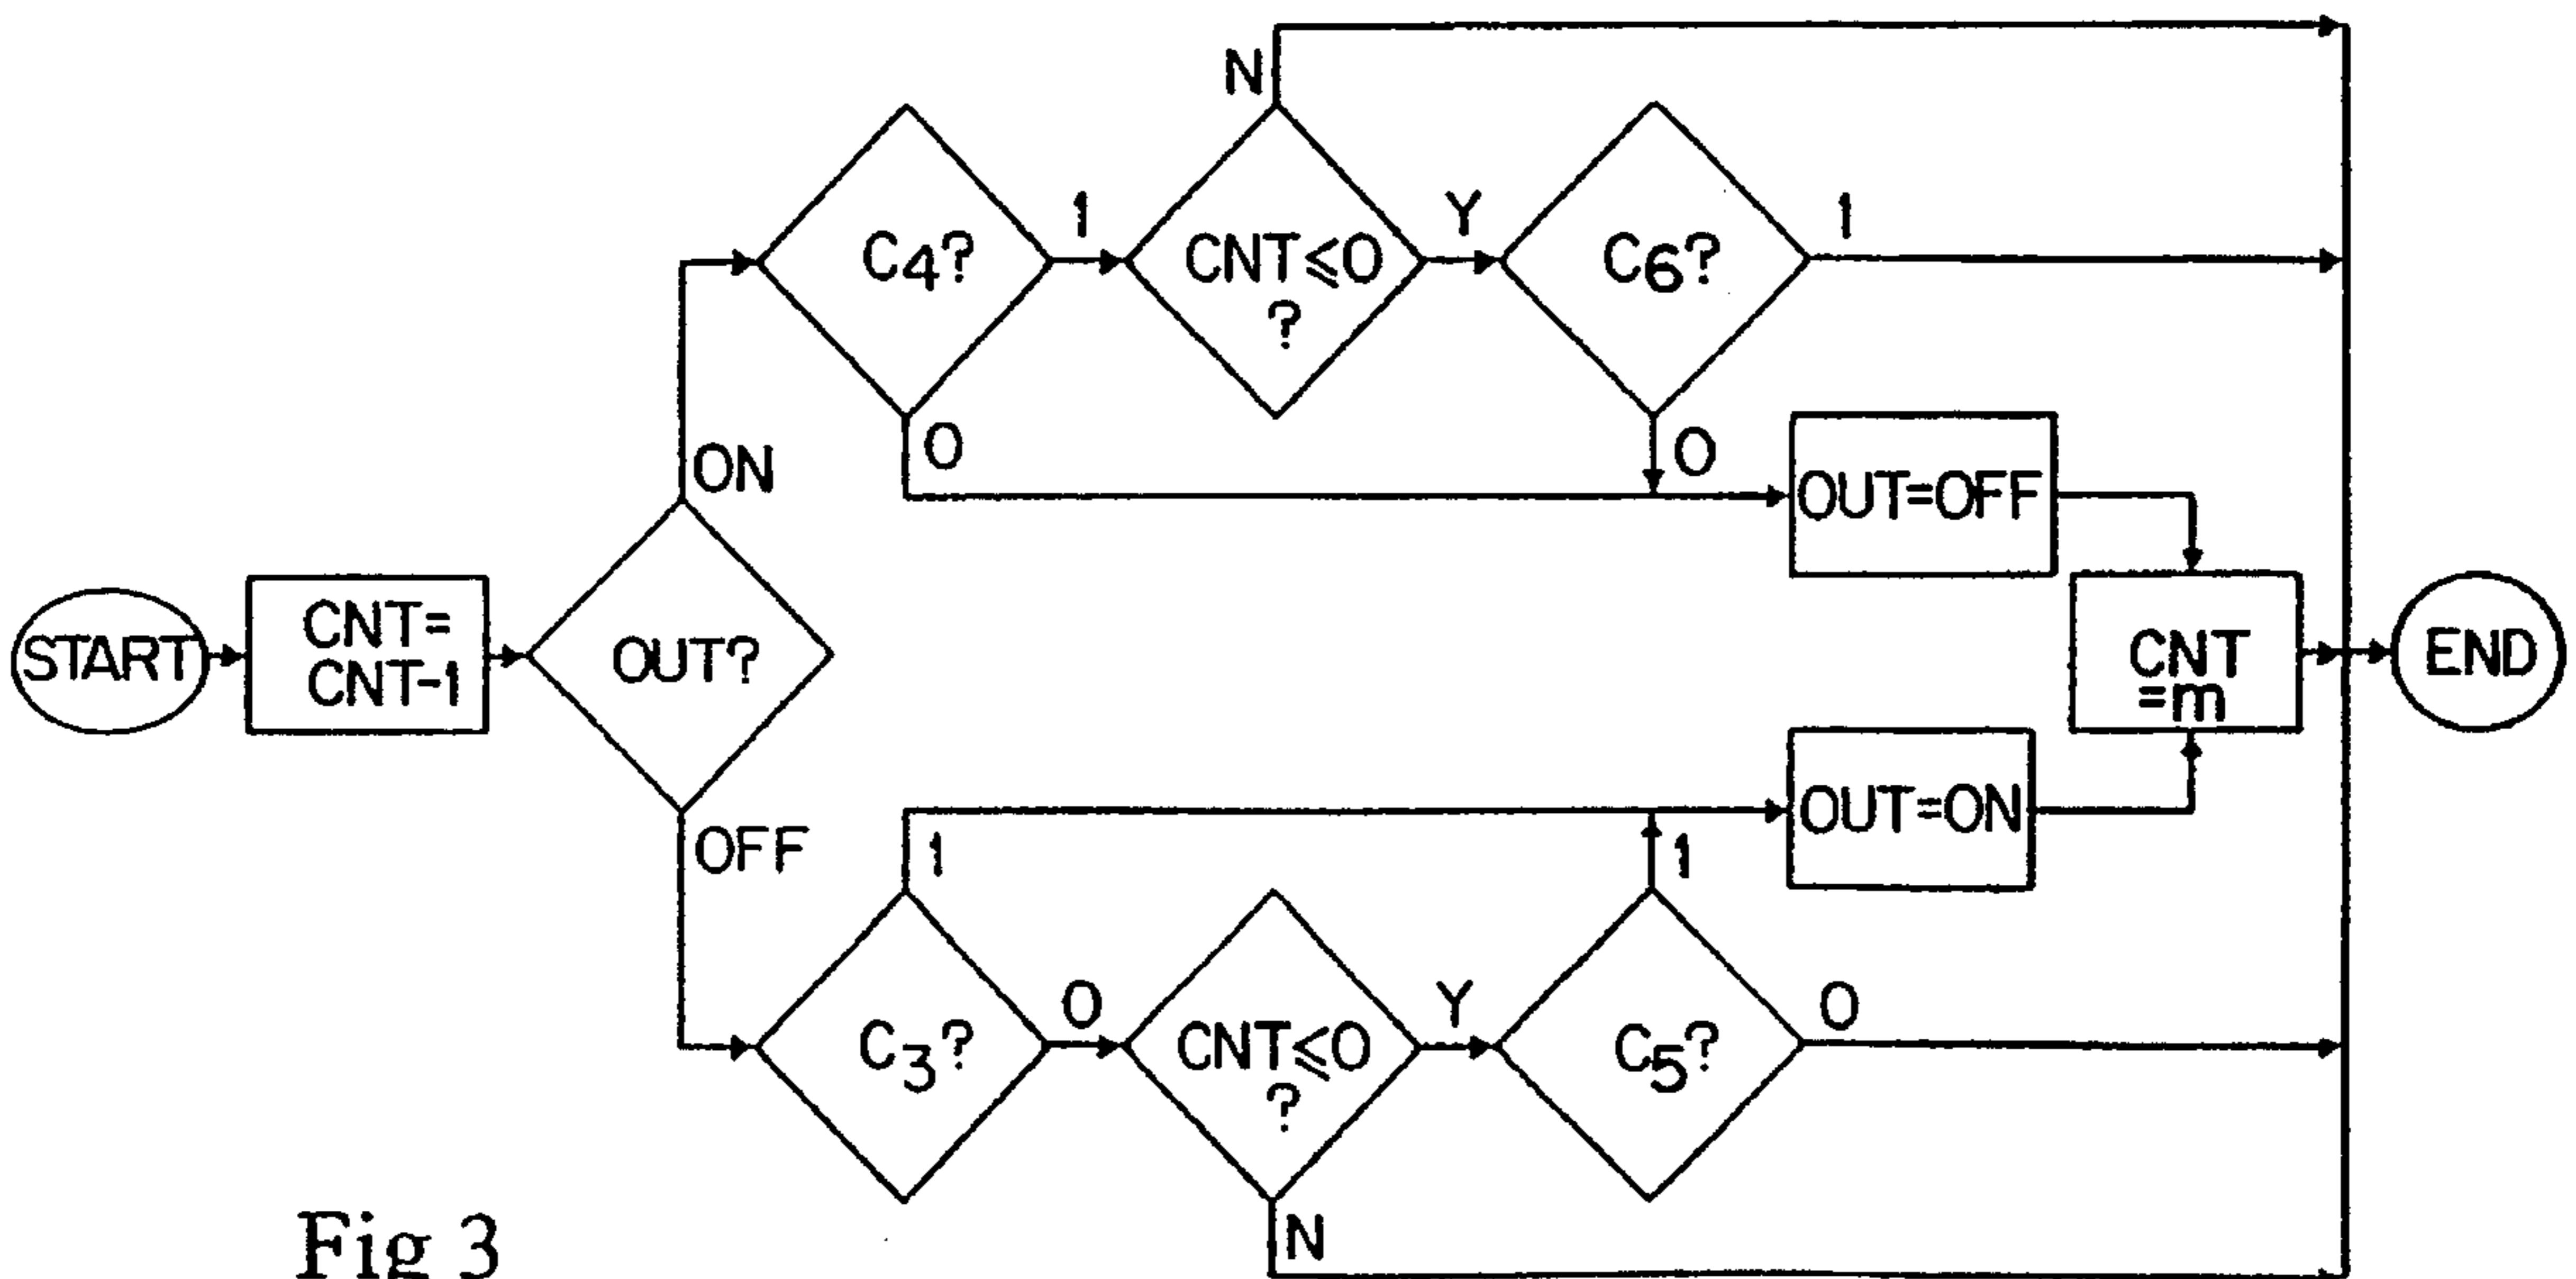 N
1
Y
1
C4?
CNT≤0
?
C6?
0
0
ON
OUT=OFF
START
CNT=
CNT-1
OUT?
CNT
=m
END
OUT=ON
OFF
1
1
0
Y
0
C3?
CNT≤0
?
C5?
N
Fig 3